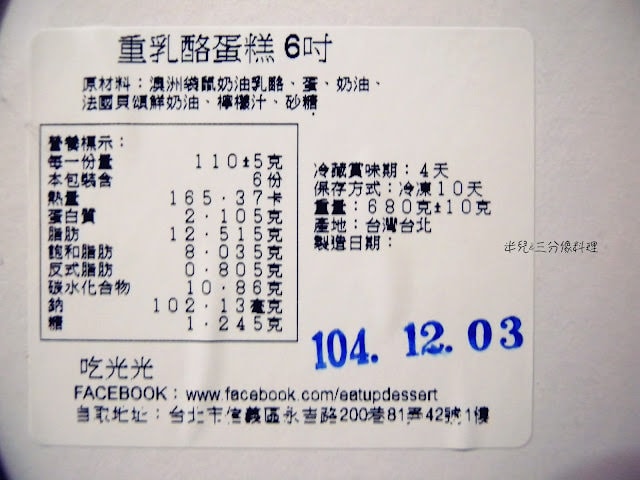 重乳酪蛋糕 6吋
原材料：澳洲袋鼠奶油乳酪、蛋、奶油、
法國貝頌鮮奶油、檸檬汁、砂糖
營養標示：
每一份量 110±5克
本包裝含 6份
熱量 165.37卡
蛋白質 2.105克
脂肪 12.515克
飽和脂肪 8.035克
反式脂肪 0.805克
碳水化合物 10.86克
鈉 102.13毫克
糖 1.245克
冷藏賞味期：4天
保存方式：冷凍10天
重量：680克±10克
產地：台灣台北
製造日期：
半兒&三分像料理
104. 12. 03
吃光光
FACEBOOK：www.facebook.com/eatupdessert
自取地址：台北市信義區永吉路200巷81弄42號1樓